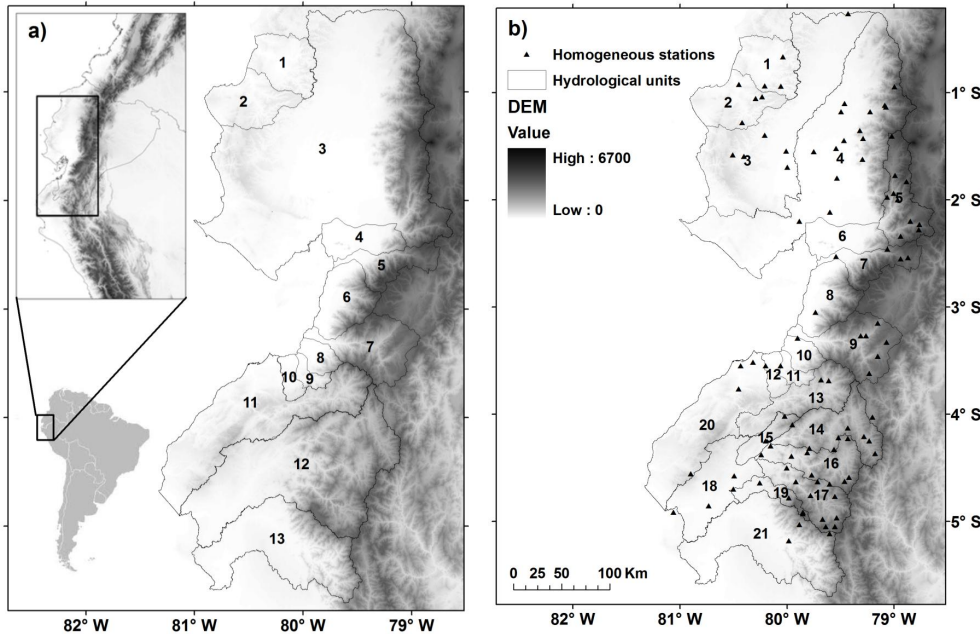 a)
1
2
3
4
5
6
7
8
9
10
11
12
13
82° W 81° W 80° W 79° W
b)
Homogeneous stations
Hydrological units
DEM
Value
High : 6700
Low : 0
1
2
3
4
5
6
7
8
9
10
11
12
13
14
15
16
17
18
19
20
21
1° S
2° S
3° S
4° S
5° S
0 25 50 100 Km
82° W 81° W 80° W 79° W